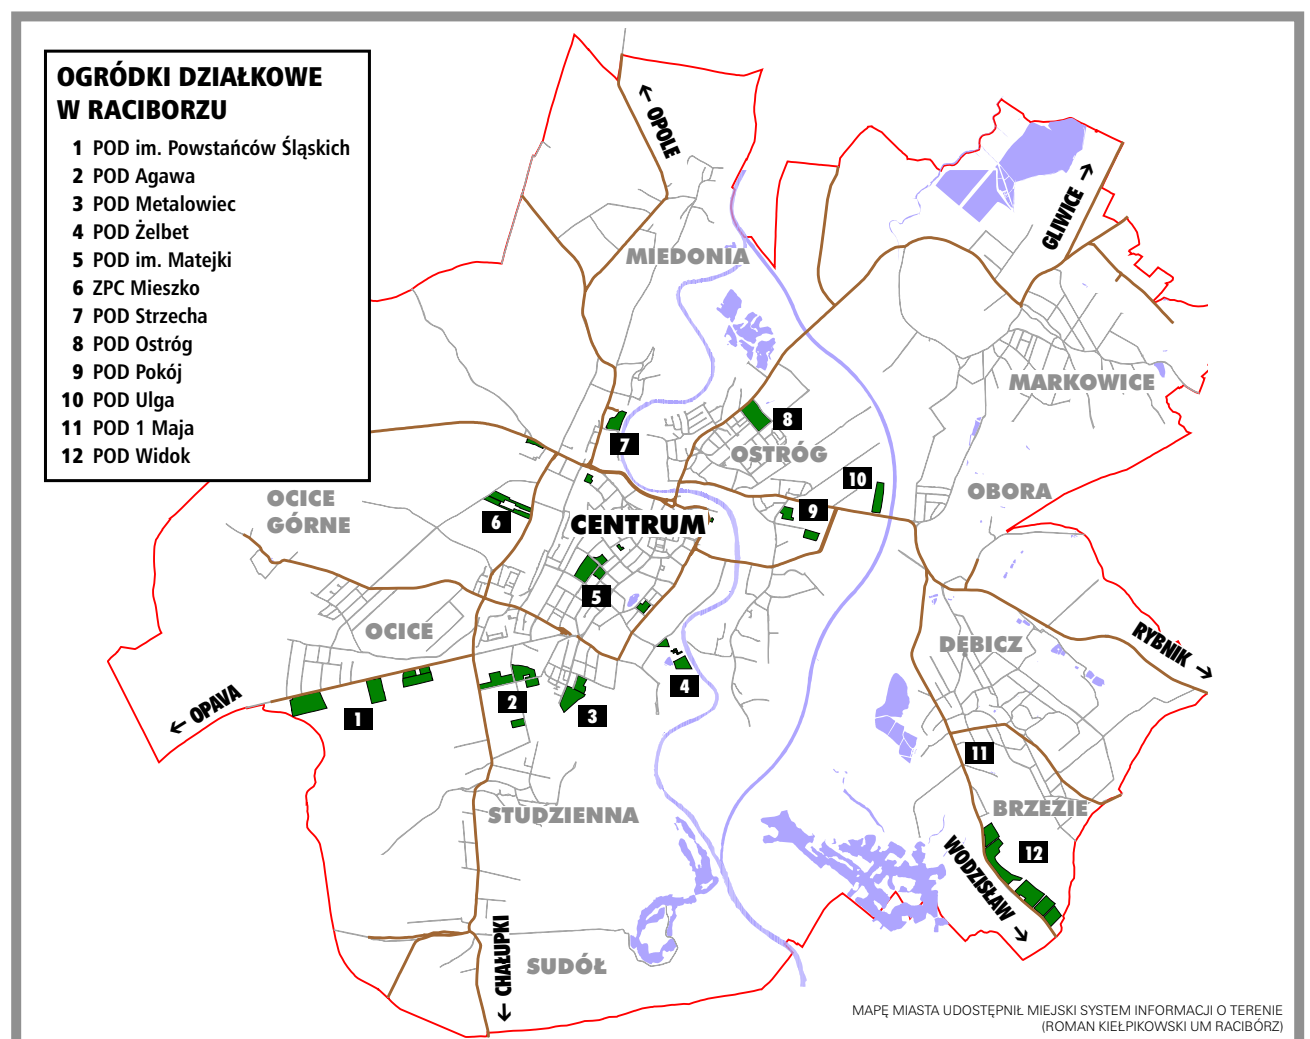 OGRÓDKI DZIAŁKOWE
W RACIBORZU
1 POD im. Powstańców Śląskich
2 POD Agawa
3 POD Metalowiec
4 POD Żelbet
5 POD im. Matejki
6 ZPC Mieszko
7 POD Strzecha
8 POD Ostróg
9 POD Pokój
10 POD Ulga
11 POD 1 Maja
12 POD Widok
← OPOLE
GLIWICE →
MIEDONIA
MARKOWICE
8
7
OSTRÓG
10
OBORA
OCICE
GÓRNE
6
CENTRUM
9
5
OCICE
DĘBICZ
RYBNIK →
4
← OPAVA
1
2
3
11
STUDZIENNA
BRZEZIE
WODZISŁAW →
12
← CHAŁUPKI
SUDÓŁ
MAPĘ MIASTA UDOSTĘPNIŁ MIEJSKI SYSTEM INFORMACJI O TERENIE
(ROMAN KIEŁPIKOWSKI UM RACIBÓRZ)